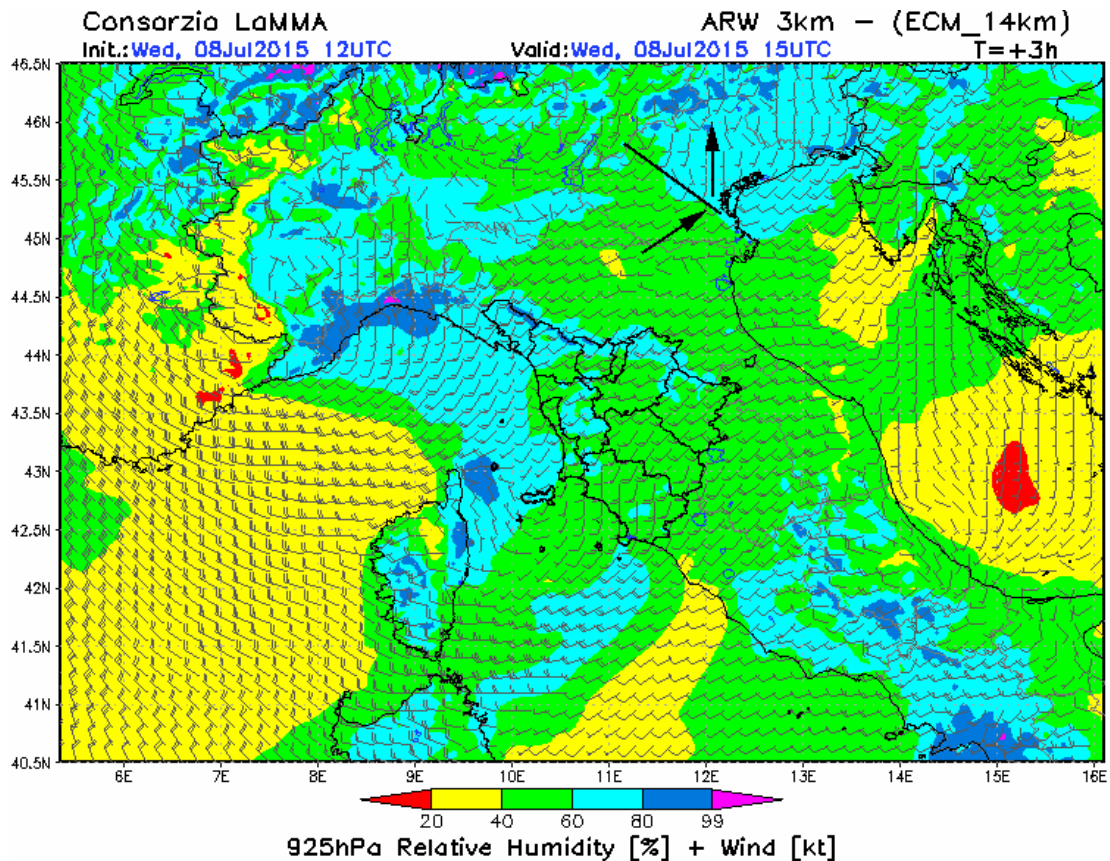 Consorzio LaMMA ARW 3km – (ECM_14km)
Init.:Wed, 08Jul2015 12UTC Valid:Wed, 08Jul2015 15UTC T=+3h
46.5N
46N
45.5N
45N
44.5N
44N
43.5N
43N
42.5N
42N
41.5N
41N
40.5N
6E 7E 8E 9E 10E 11E 12E 13E 14E 15E 16E
20 40 60 80 99
925hPa Relative Humidity [%] + Wind [kt]